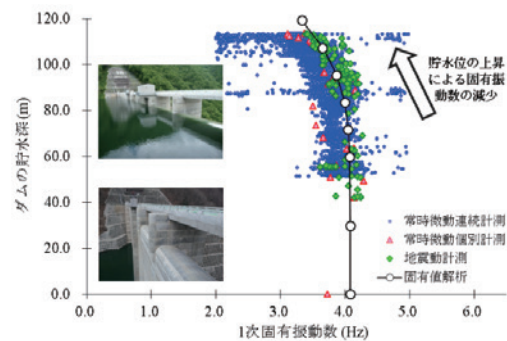 120.0
100.0
80.0
60.0
40.0
20.0
0.0
ダムの貯水深(m)
貯水位の上昇
による固有振
動数の減少
常時微動連続計測
常時微動個別計測
地震動計測
固有値解析
0.0 1.0 2.0 3.0 4.0 5.0 6.0
1次固有振動数 (Hz)